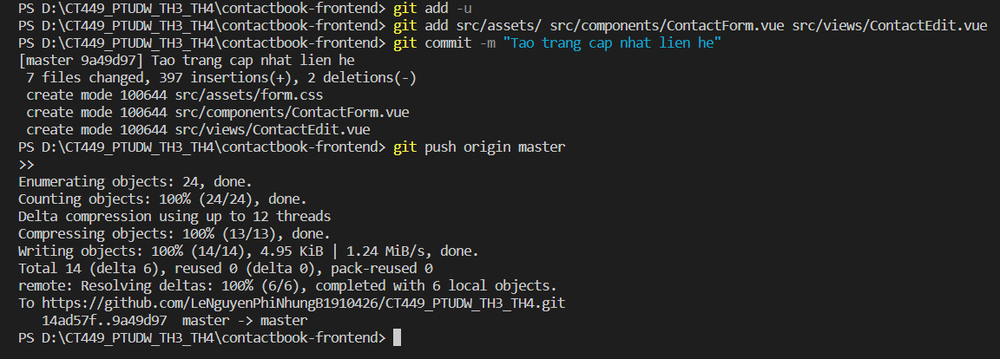 PS D:\CT449_PTUDW_TH3_TH4\contactbook-frontend> git add -u
PS D:\CT449_PTUDW_TH3_TH4\contactbook-frontend> git add src/assets/ src/components/ContactForm.vue src/views/ContactEdit.vue
PS D:\CT449_PTUDW_TH3_TH4\contactbook-frontend> git commit -m "Tao trang cap nhat lien he"
[master 9a49d97] Tao trang cap nhat lien he
 7 files changed, 397 insertions(+), 2 deletions(-)
 create mode 100644 src/assets/form.css
 create mode 100644 src/components/ContactForm.vue
 create mode 100644 src/views/ContactEdit.vue
PS D:\CT449_PTUDW_TH3_TH4\contactbook-frontend> git push origin master
>>
Enumerating objects: 24, done.
Counting objects: 100% (24/24), done.
Delta compression using up to 12 threads
Compressing objects: 100% (13/13), done.
Writing objects: 100% (14/14), 4.95 KiB | 1.24 MiB/s, done.
Total 14 (delta 6), reused 0 (delta 0), pack-reused 0
remote: Resolving deltas: 100% (6/6), completed with 6 local objects.
To https://github.com/LeNguyenPhiNhungB1910426/CT449_PTUDW_TH3_TH4.git
   14ad57f..9a49d97  master -> master
PS D:\CT449_PTUDW_TH3_TH4\contactbook-frontend>